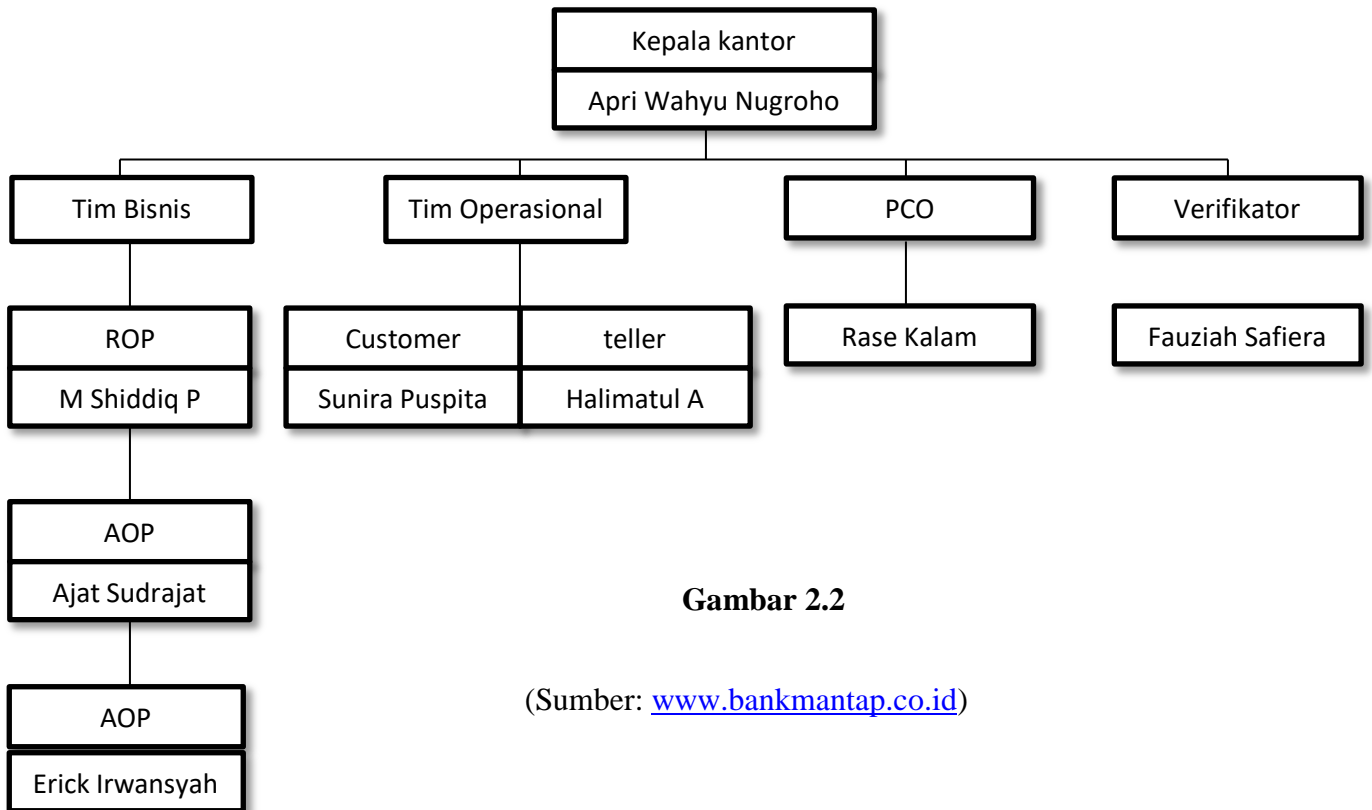 Kepala kantor
Apri Wahyu Nugroho
Tim Bisnis
Tim Operasional
PCO
Verifikator
ROP
M Shiddiq P
Customer
teller
Sunira Puspita
Halimatul A
Rase Kalam
Fauziah Safiera
AOP
Ajat Sudrajat
AOP
Erick Irwansyah
Gambar 2.2
(Sumber: www.bankmantap.co.id)